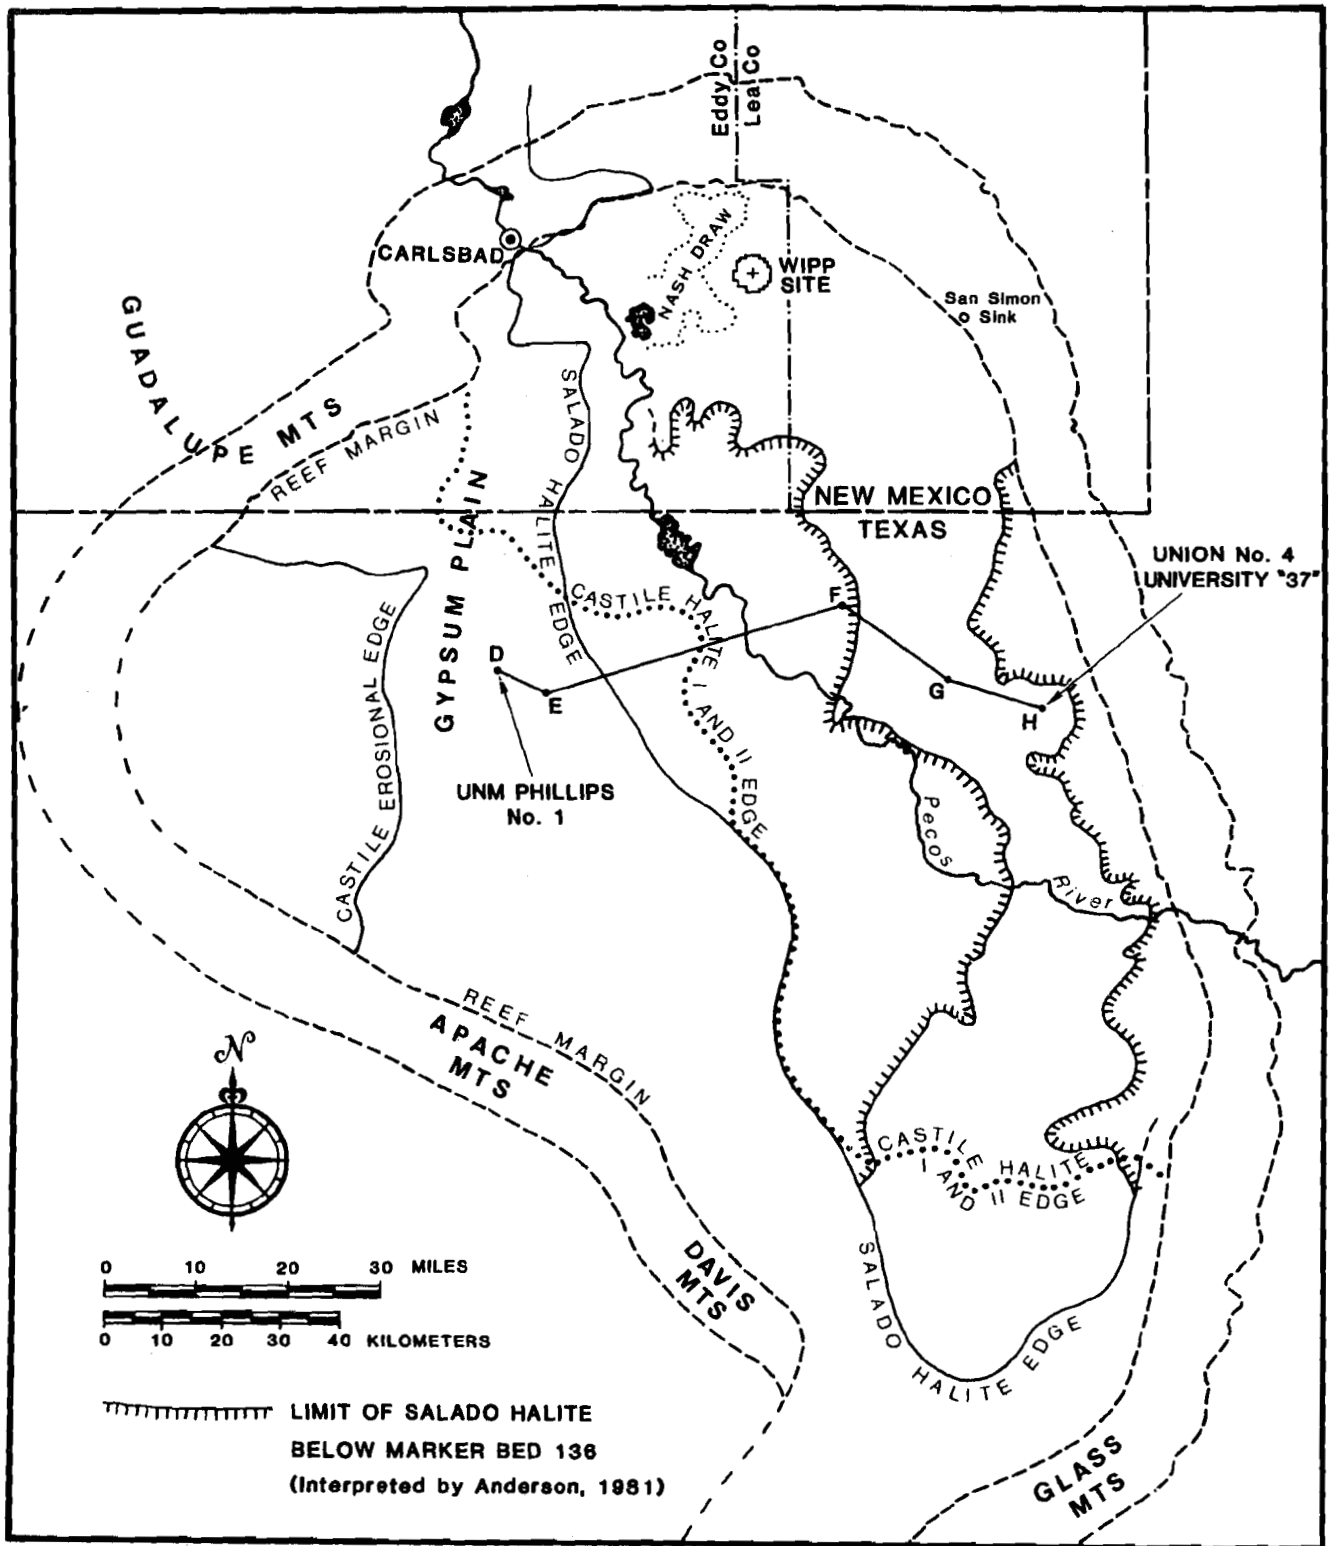 Eddy Co
Lea Co
CARLSBAD
NASH DRAW
WIPP
SITE
San Simon
Sink
GUADALUPE MTS
REEF MARGIN
SALADO HALITE EDGE
GYPSUM PLAIN
NEW MEXICO
TEXAS
UNION No. 4
UNIVERSITY "37"
CASTILE HALITE I AND II EDGE
F
D
E
G
H
CASTILE EROSIONAL EDGE
UNM PHILLIPS
No. 1
Pecos River
REEF MARGIN
APACHE
MTS
N
CASTILE HALITE
I AND II EDGE
SALADO HALITE EDGE
DAVIS
MTS
0 10 20 30 MILES
0 10 20 30 40 KILOMETERS
LIMIT OF SALADO HALITE
BELOW MARKER BED 136
(Interpreted by Anderson, 1981)
GLASS
MTS